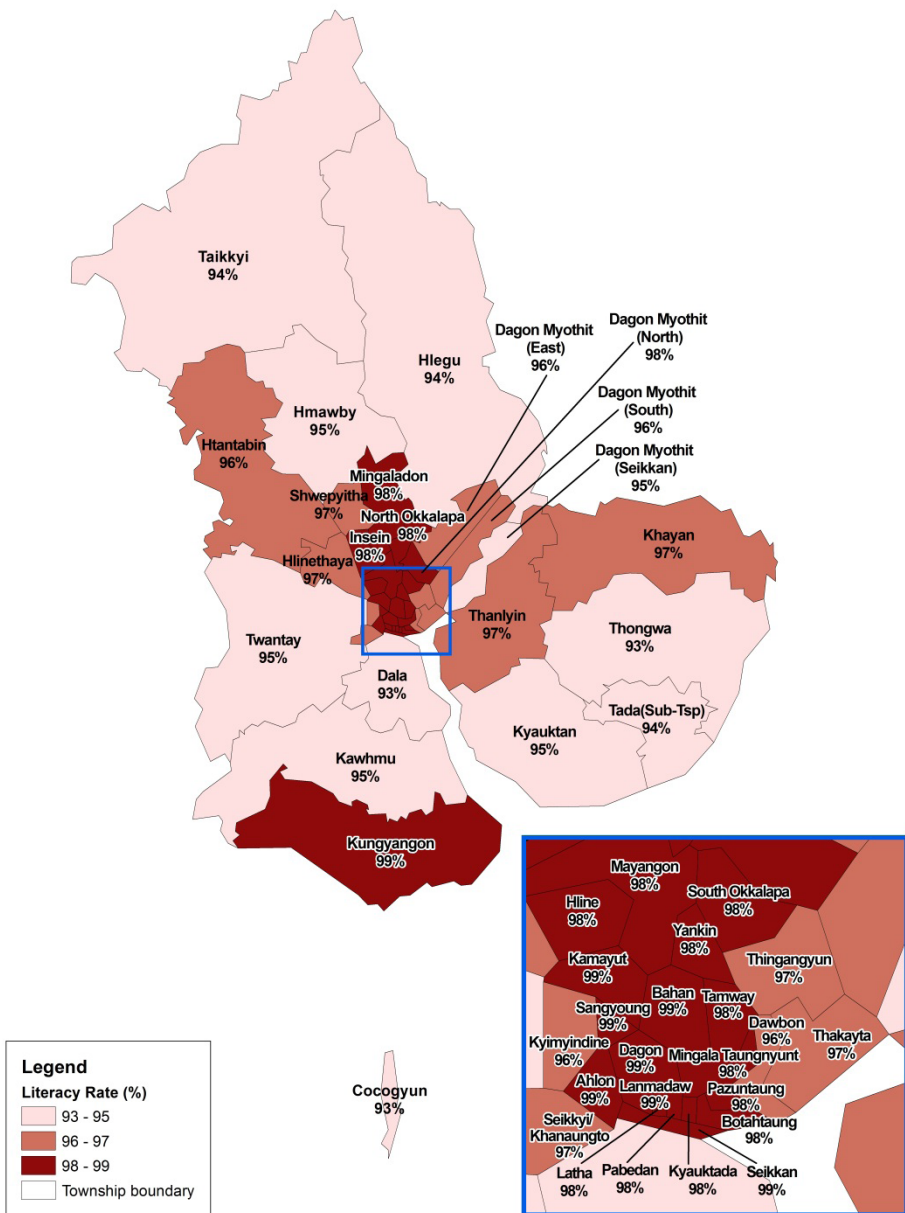 Taikkyi
94%
Hlegu
94%
Dagon Myothit
(East)
96%
Dagon Myothit
(North)
98%
Dagon Myothit
(South)
96%
Dagon Myothit
(Seikkan)
95%
Hmawby
95%
Htantabin
96%
Mingaladon
98%
Shwepyitha
97%
North Okkalapa
98%
Insein
98%
Hlinethaya
97%
Khayan
97%
Thanlyin
97%
Thongwa
93%
Twantay
95%
Dala
93%
Tada(Sub-Tsp)
94%
Kyauktan
95%
Kawhmu
95%
Kungyangon
99%
Cocogyun
93%
Mayangon
98%
South Okkalapa
98%
Hline
98%
Yankin
98%
Kamayut
99%
Thingangyun
97%
Bahan
99%
Tamway
98%
Sangyoung
99%
Dawbon
96%
Thakayta
97%
Kyimyindine
96%
Dagon
99%
Mingala Taungnyunt
98%
Ahlon
99%
Lanmadaw
99%
Pazuntaung
98%
Botahtaung
98%
Seikkyi/
Khanaungto
97%
Latha
98%
Pabedan
98%
Kyauktada
98%
Seikkan
99%
Legend
Literacy Rate (%)
93 - 95
96 - 97
98 - 99
Township boundary